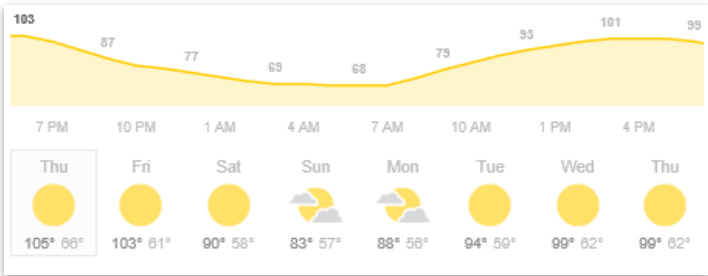 103 87 77 69 68 79 93 101 99
7 PM 10 PM 1 AM 4 AM 7 AM 10 AM 1 PM 4 PM
Thu Fri Sat Sun Mon Tue Wed Thu
105° 66° 103° 61° 90° 58° 83° 57° 88° 56° 94° 59° 99° 62° 99° 62°